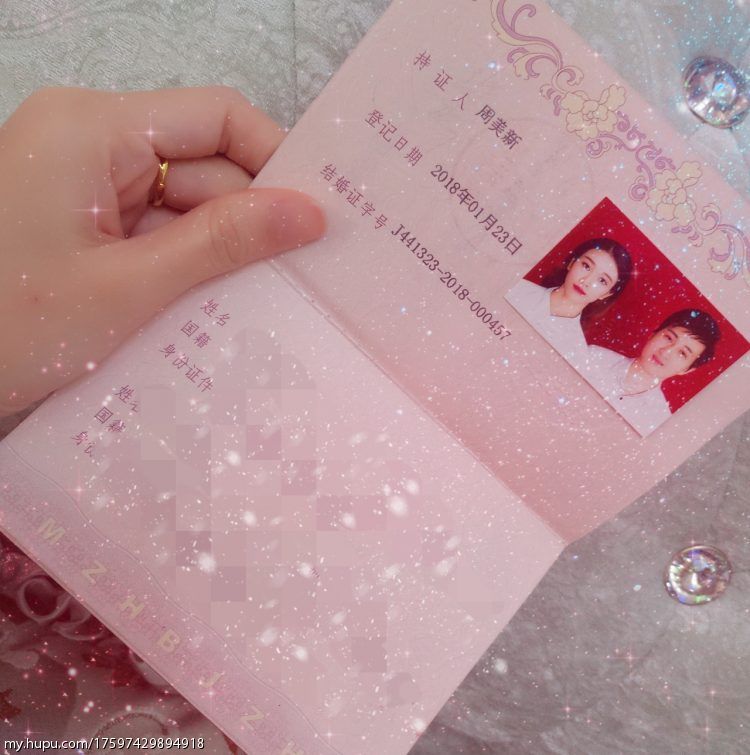 持证人 周美新
登记日期 2018年01月23日
结婚证字号 J441323-2018-000457
姓名
国籍
身份证件
姓名
国籍
身份
MZHBJZH
my.hupu.com/17597429894918